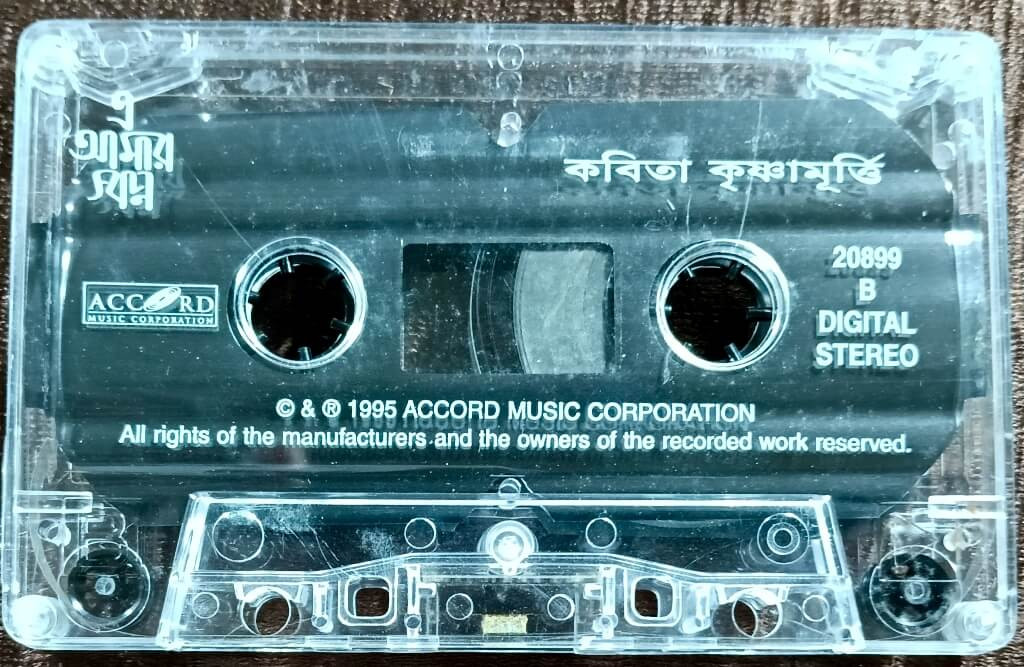 এ
আমার
স্বপ্ন
কবিতা কৃষ্ণামূর্ত্তি
ACCORD
MUSIC CORPORATION
20899
B
DIGITAL
STEREO
© & ® 1995 ACCORD MUSIC CORPORATION
All rights of the manufacturers and the owners of the recorded work reserved.